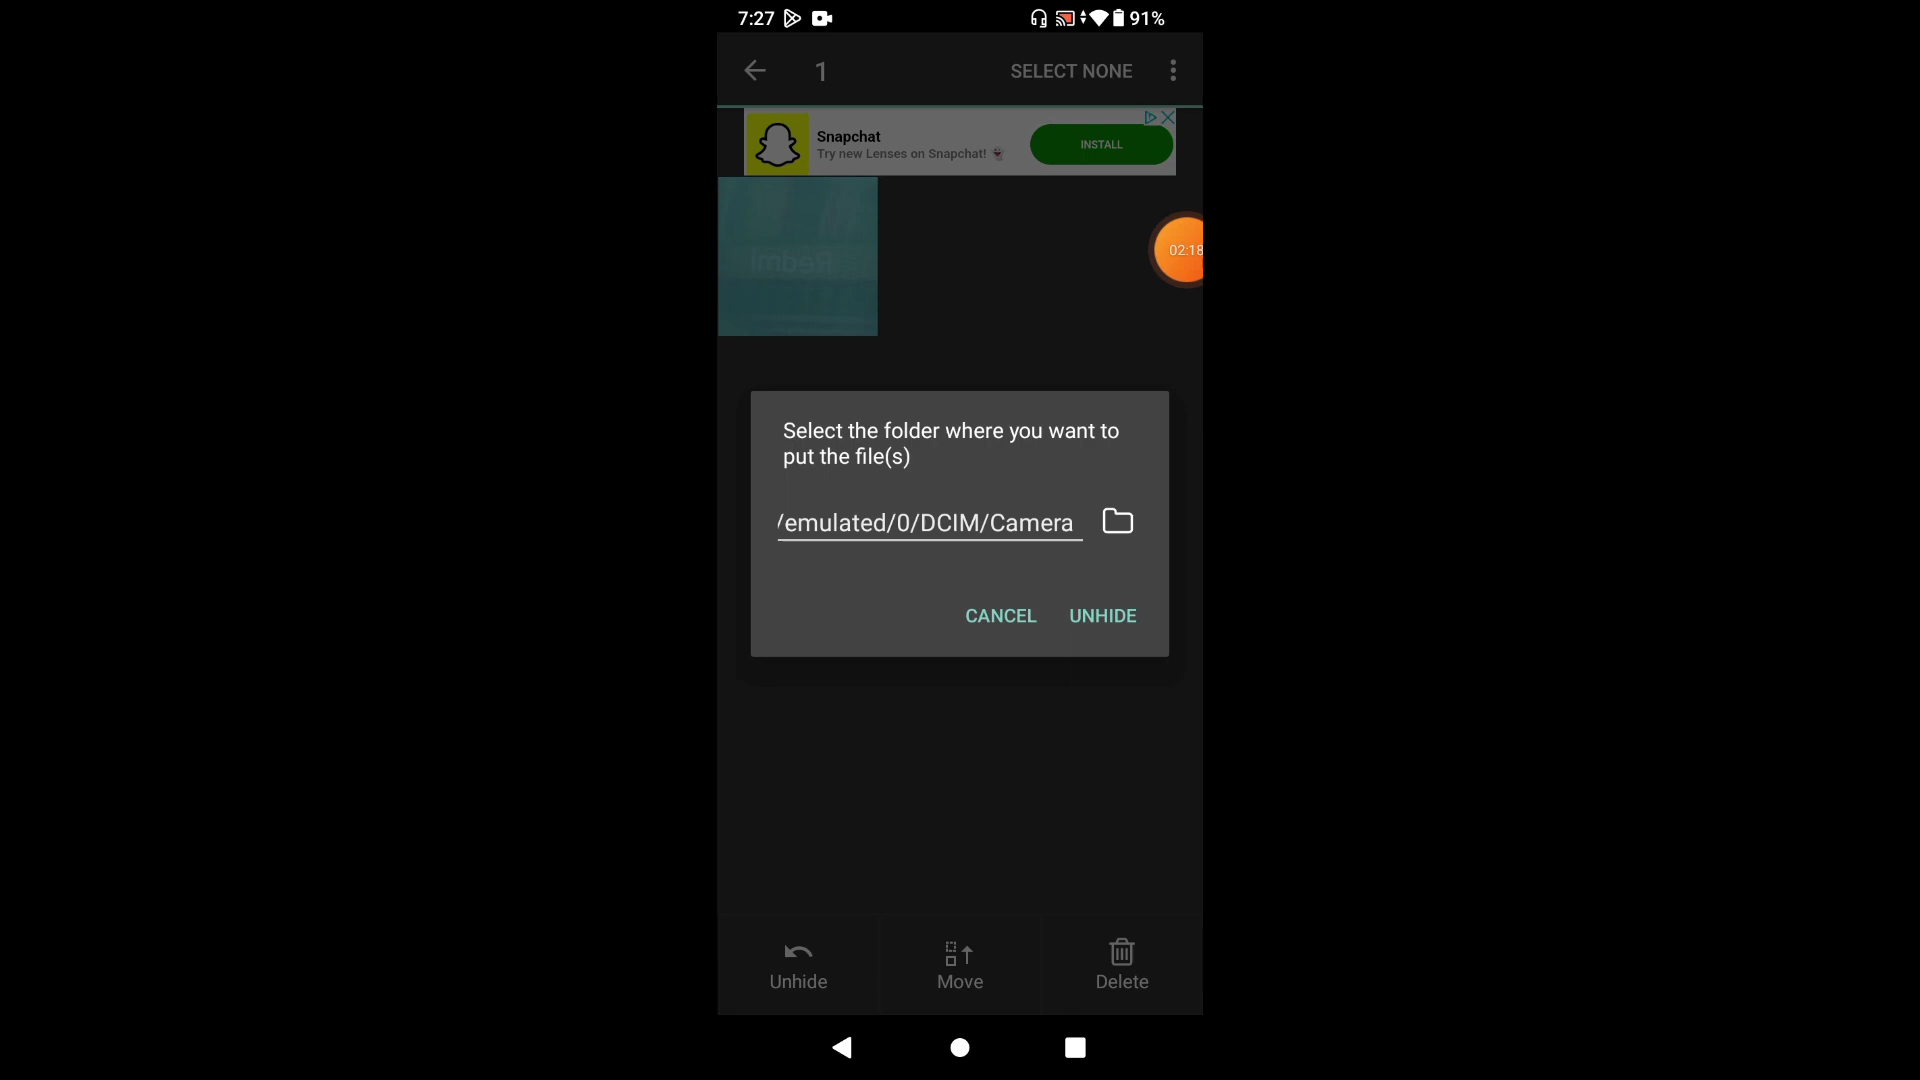 7:27
91%
1
SELECT NONE
Snapchat
Try new Lenses on Snapchat! 👻
INSTALL
Redmi
02:18
Select the folder where you want to
put the file(s)
/emulated/0/DCIM/Camera
CANCEL
UNHIDE
Unhide
Move
Delete